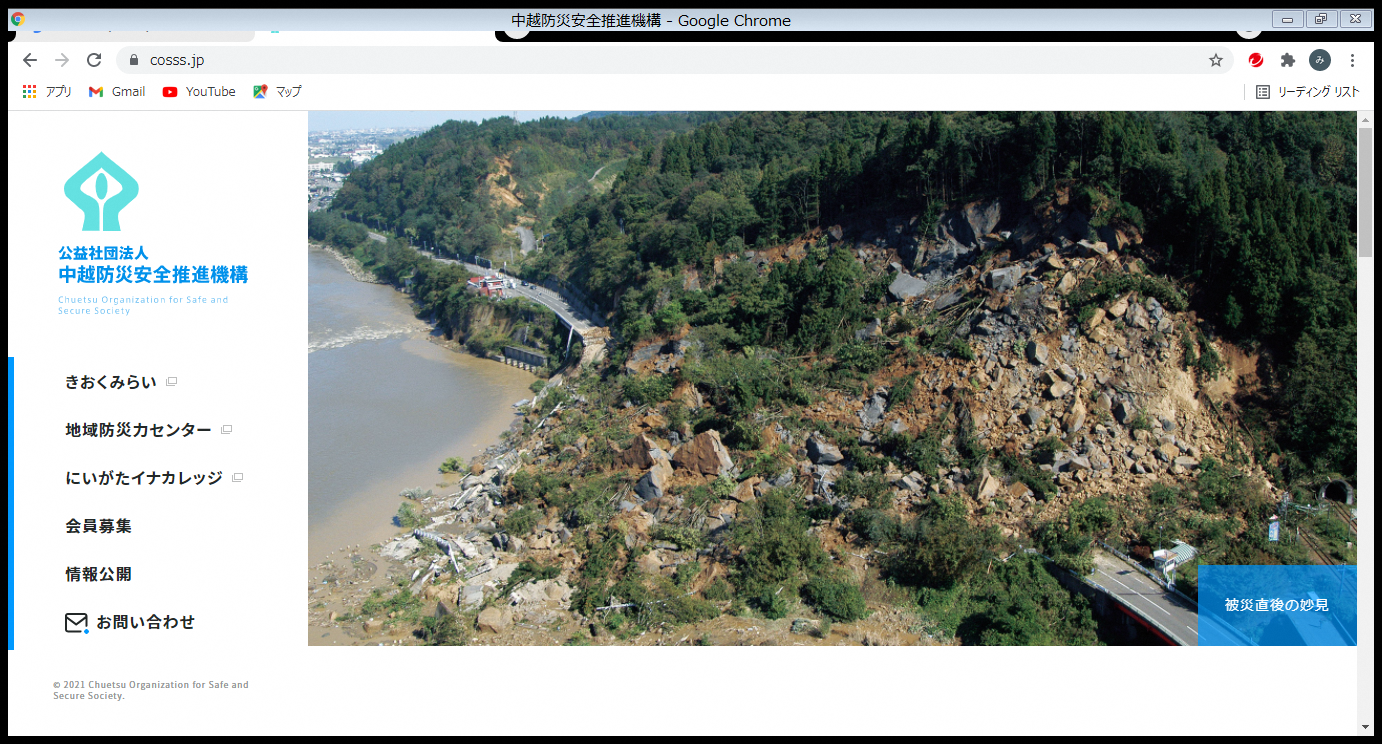 中越防災安全推進機構 - Google Chrome
cosss.jp
み
アプリ
Gmail
YouTube
マップ
リーディング リスト
公益社団法人
中越防災安全推進機構
Chuetsu Organization for Safe and
Secure Society
きおくみらい
地域防災力センター
にいがたイナカレッジ
会員募集
情報公開
お問い合わせ
被災直後の妙見
© 2021 Chuetsu Organization for Safe and
Secure Society.